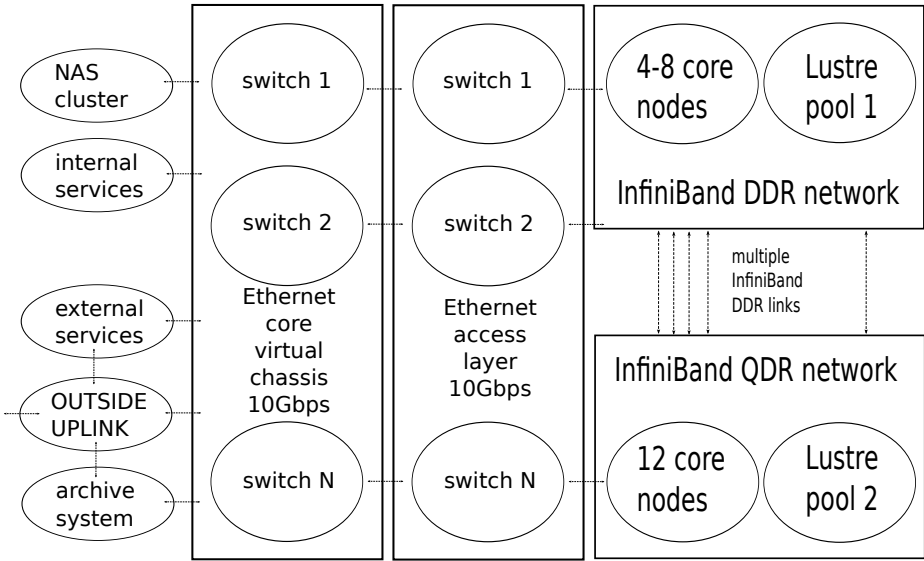 NAS
cluster
internal
services
external
services
OUTSIDE
UPLINK
archive
system
switch 1
switch 2
Ethernet
core
virtual
chassis
10Gbps
switch N
switch 1
switch 2
Ethernet
access
layer
10Gbps
switch N
4-8 core
nodes
Lustre
pool 1
InfiniBand DDR network
multiple
InfiniBand
DDR links
InfiniBand QDR network
12 core
nodes
Lustre
pool 2